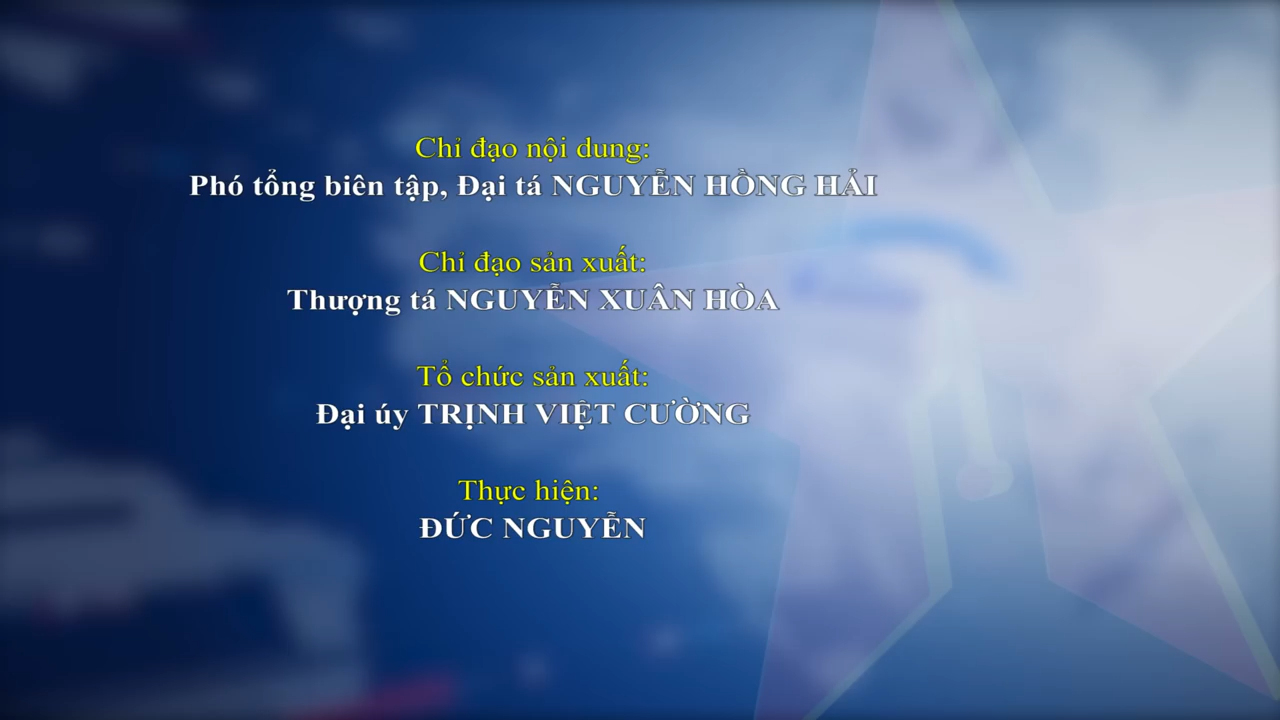 Chỉ đạo nội dung:
Phó tổng biên tập, Đại tá NGUYỄN HỒNG HẢI
Chỉ đạo sản xuất:
Thượng tá NGUYỄN XUÂN HÒA
Tổ chức sản xuất:
Đại úy TRỊNH VIỆT CƯỜNG
Thực hiện:
ĐỨC NGUYỄN